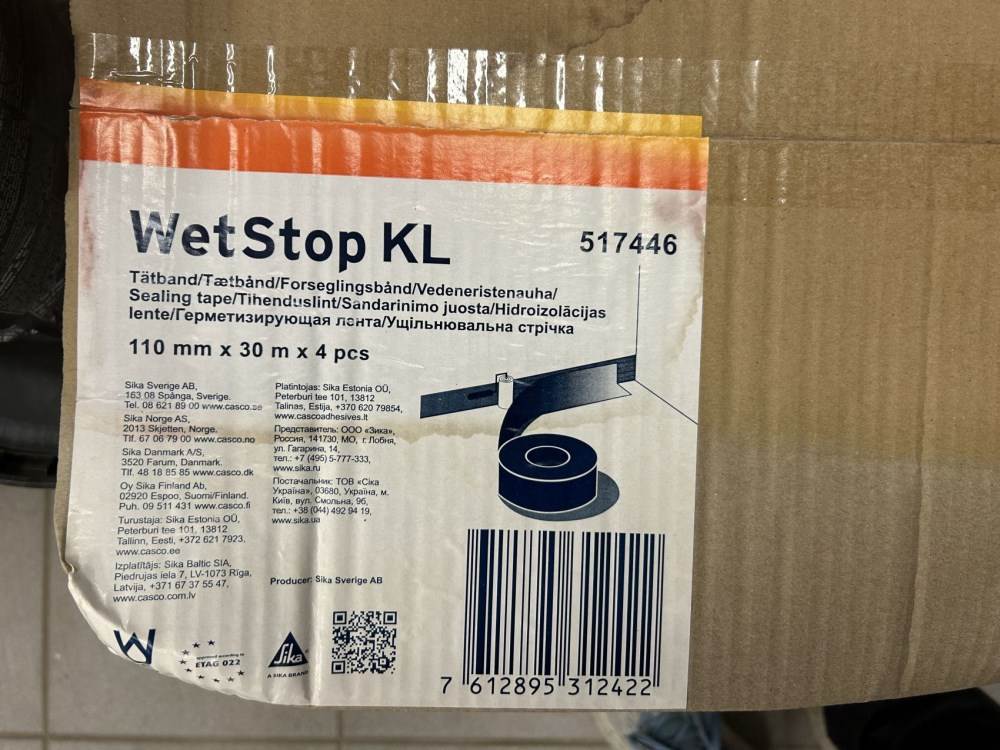 WetStop KL
517446
Tätband/Tætbånd/Forseglingsbånd/Vedeneristenauha/
Sealing tape/Tihenduslint/Sandarinimo juosta/Hidroizolācijas
lente/Герметизирующая лента/Ущільнювальна стрічка
110 mm x 30 m x 4 pcs
Sika Sverige AB,
163 08 Spånga, Sverige.
Tel. 08 621 89 00 www.casco.se
Sika Norge AS,
2013 Skjetten, Norge.
Tlf. 67 06 79 00 www.casco.no
Sika Danmark A/S,
3520 Farum, Danmark.
Tlf. 48 18 85 85 www.casco.dk
Oy Sika Finland Ab,
02920 Espoo, Suomi/Finland.
Puh. 09 511 431 www.casco.fi
Turustaja: Sika Estonia OÜ,
Peterburi tee 101, 13812
Tallinn, Eesti, +372 621 7923.
www.casco.ee
Izplatītājs: Sika Baltic SIA,
Piedrujas iela 7, LV-1073 Rīga,
Latvija, +371 67 37 55 47,
www.casco.com.lv
Platintojas: Sika Estonia OÜ,
Peterburi tee 101, 13812
Talinas, Estija, +370 620 79854,
www.cascoadhesives.lt
Представитель: ООО «Зика»,
Россия, 141730, МО, г. Лобня,
ул. Гагарина, 14,
тел.: +7 (495) 5-777-333,
www.sika.ru
Постачальник: ТОВ «Сіка
Україна», 03680, Україна, м.
Київ, вул. Смольна, 9б,
тел.: +38 (044) 492 94 19,
www.sika.ua
Producer: Sika Sverige AB
W
approved according to
ETAG 022
Sika
A SIKA BRAND
7 612895 312422